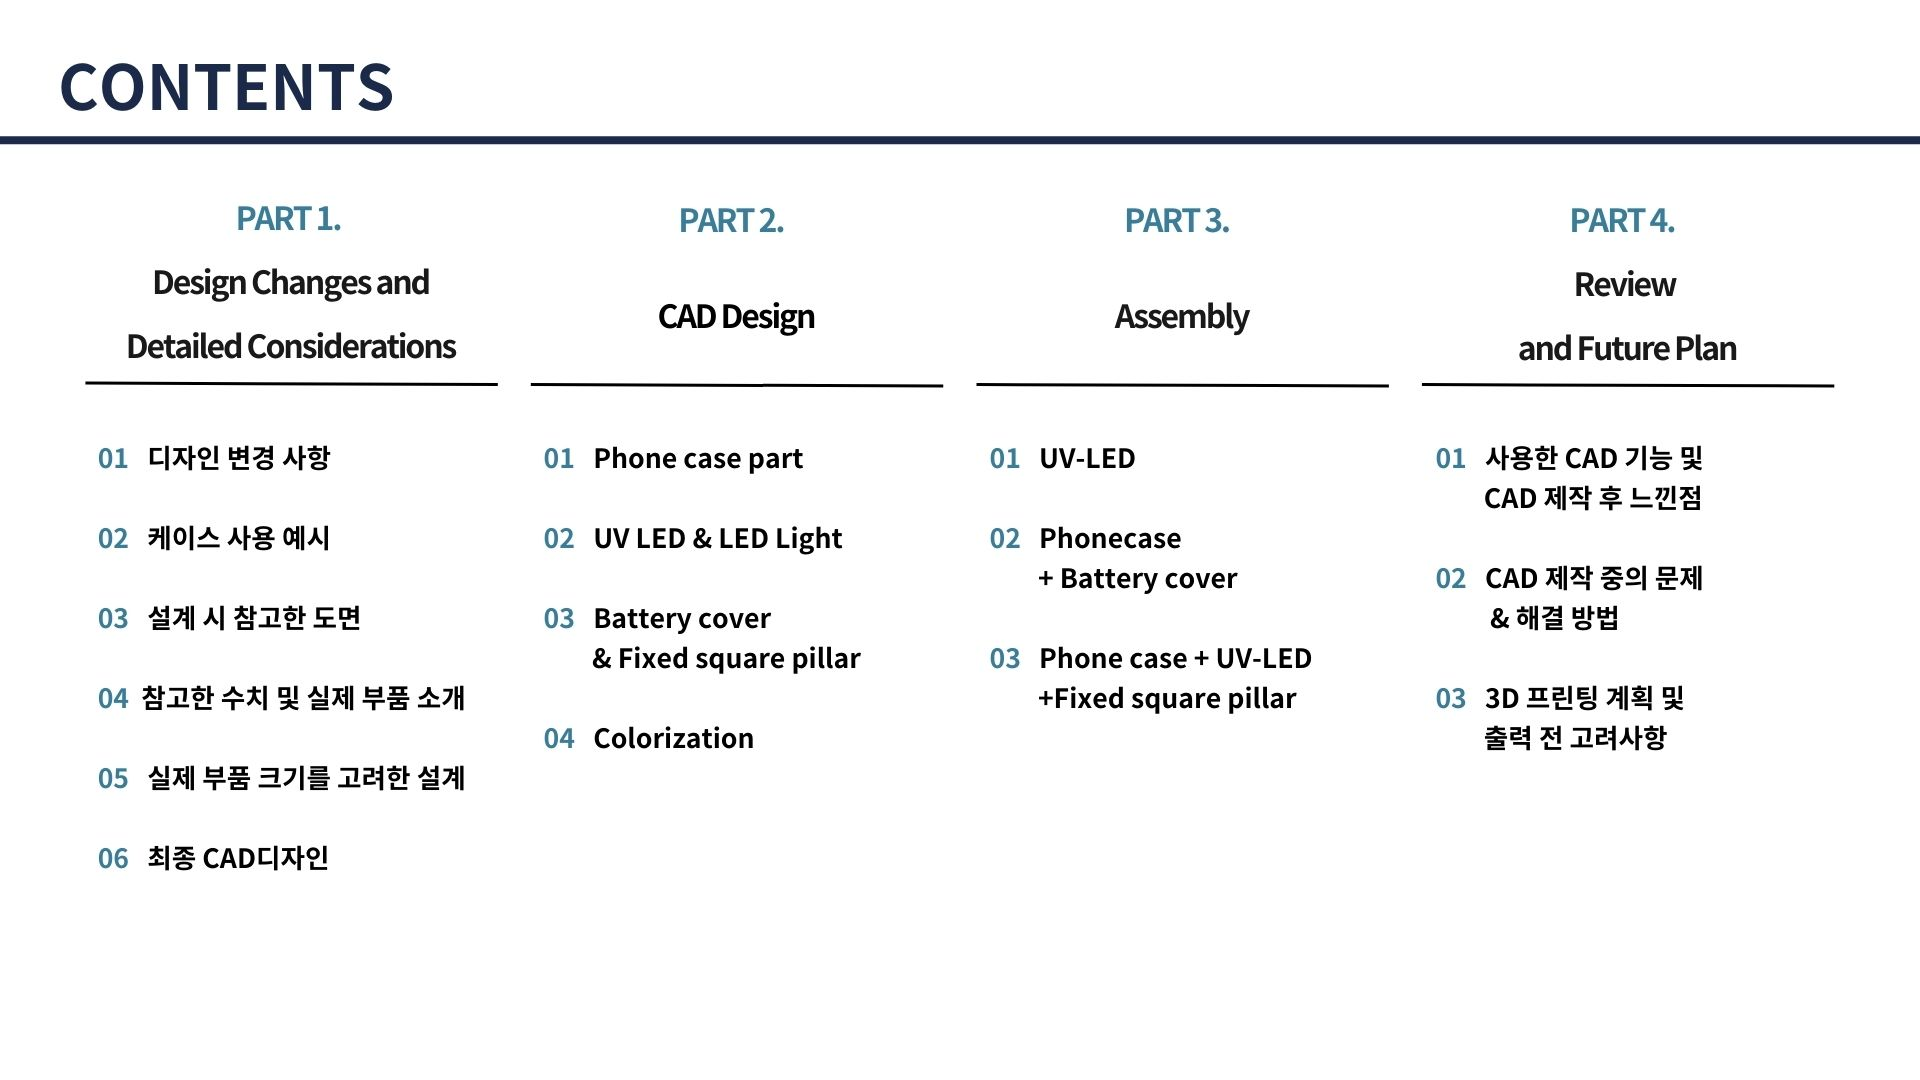 CONTENTS
PART 1.
Design Changes and
Detailed Considerations
01 디자인 변경 사항
02 케이스 사용 예시
03 설계 시 참고한 도면
04 참고한 수치 및 실제 부품 소개
05 실제 부품 크기를 고려한 설계
06 최종 CAD디자인
PART 2.
CAD Design
01 Phone case part
02 UV LED & LED Light
03 Battery cover
& Fixed square pillar
04 Colorization
PART 3.
Assembly
01 UV-LED
02 Phonecase
+ Battery cover
03 Phone case + UV-LED
+Fixed square pillar
PART 4.
Review
and Future Plan
01 사용한 CAD 기능 및
CAD 제작 후 느낀점
02 CAD 제작 중의 문제
& 해결 방법
03 3D 프린팅 계획 및
출력 전 고려사항